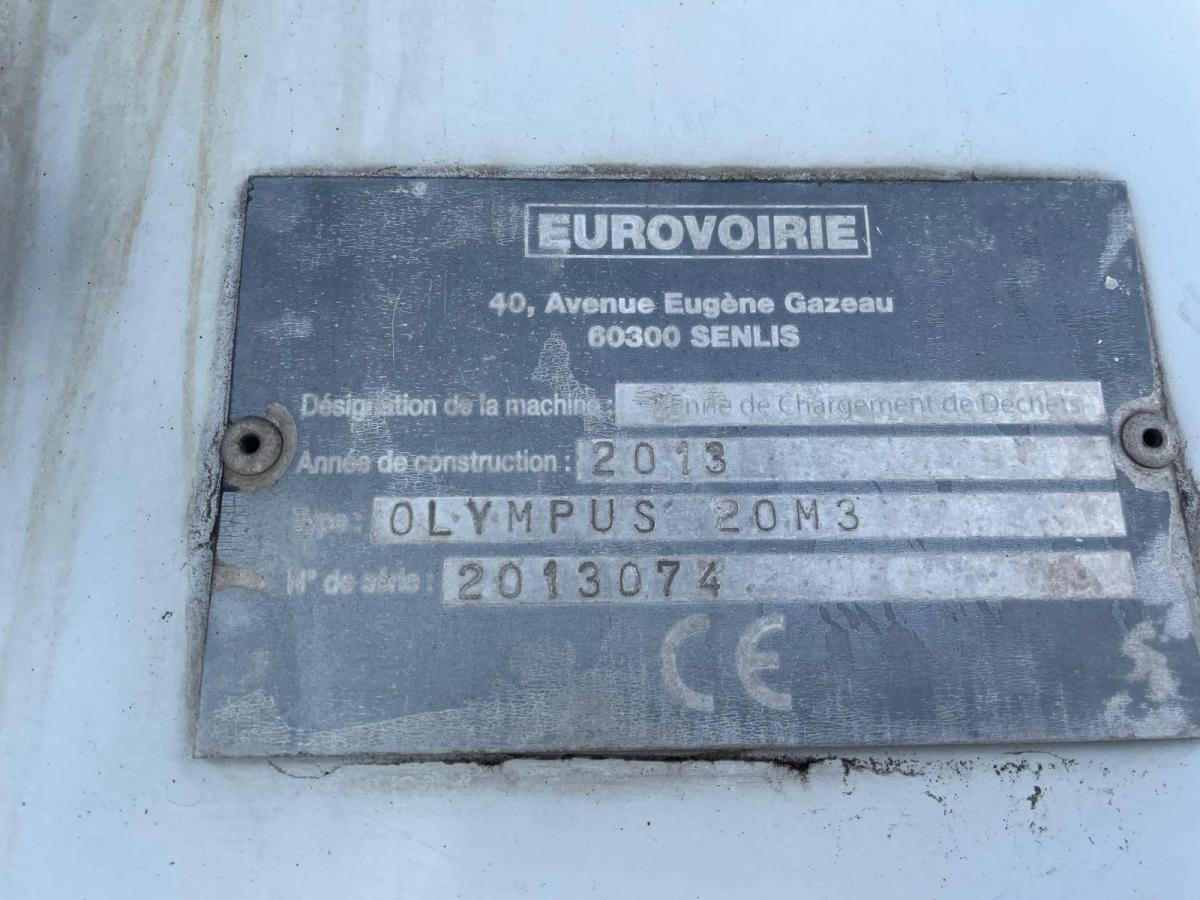 EUROVOIRIE
40, Avenue Eugène Gazeau
60300 SENLIS
Désignation de la machine : Benne de Chargement de Dechets
Année de construction : 2013
Type : OLYMPUS 20M3
N° de série : 2013074
CE